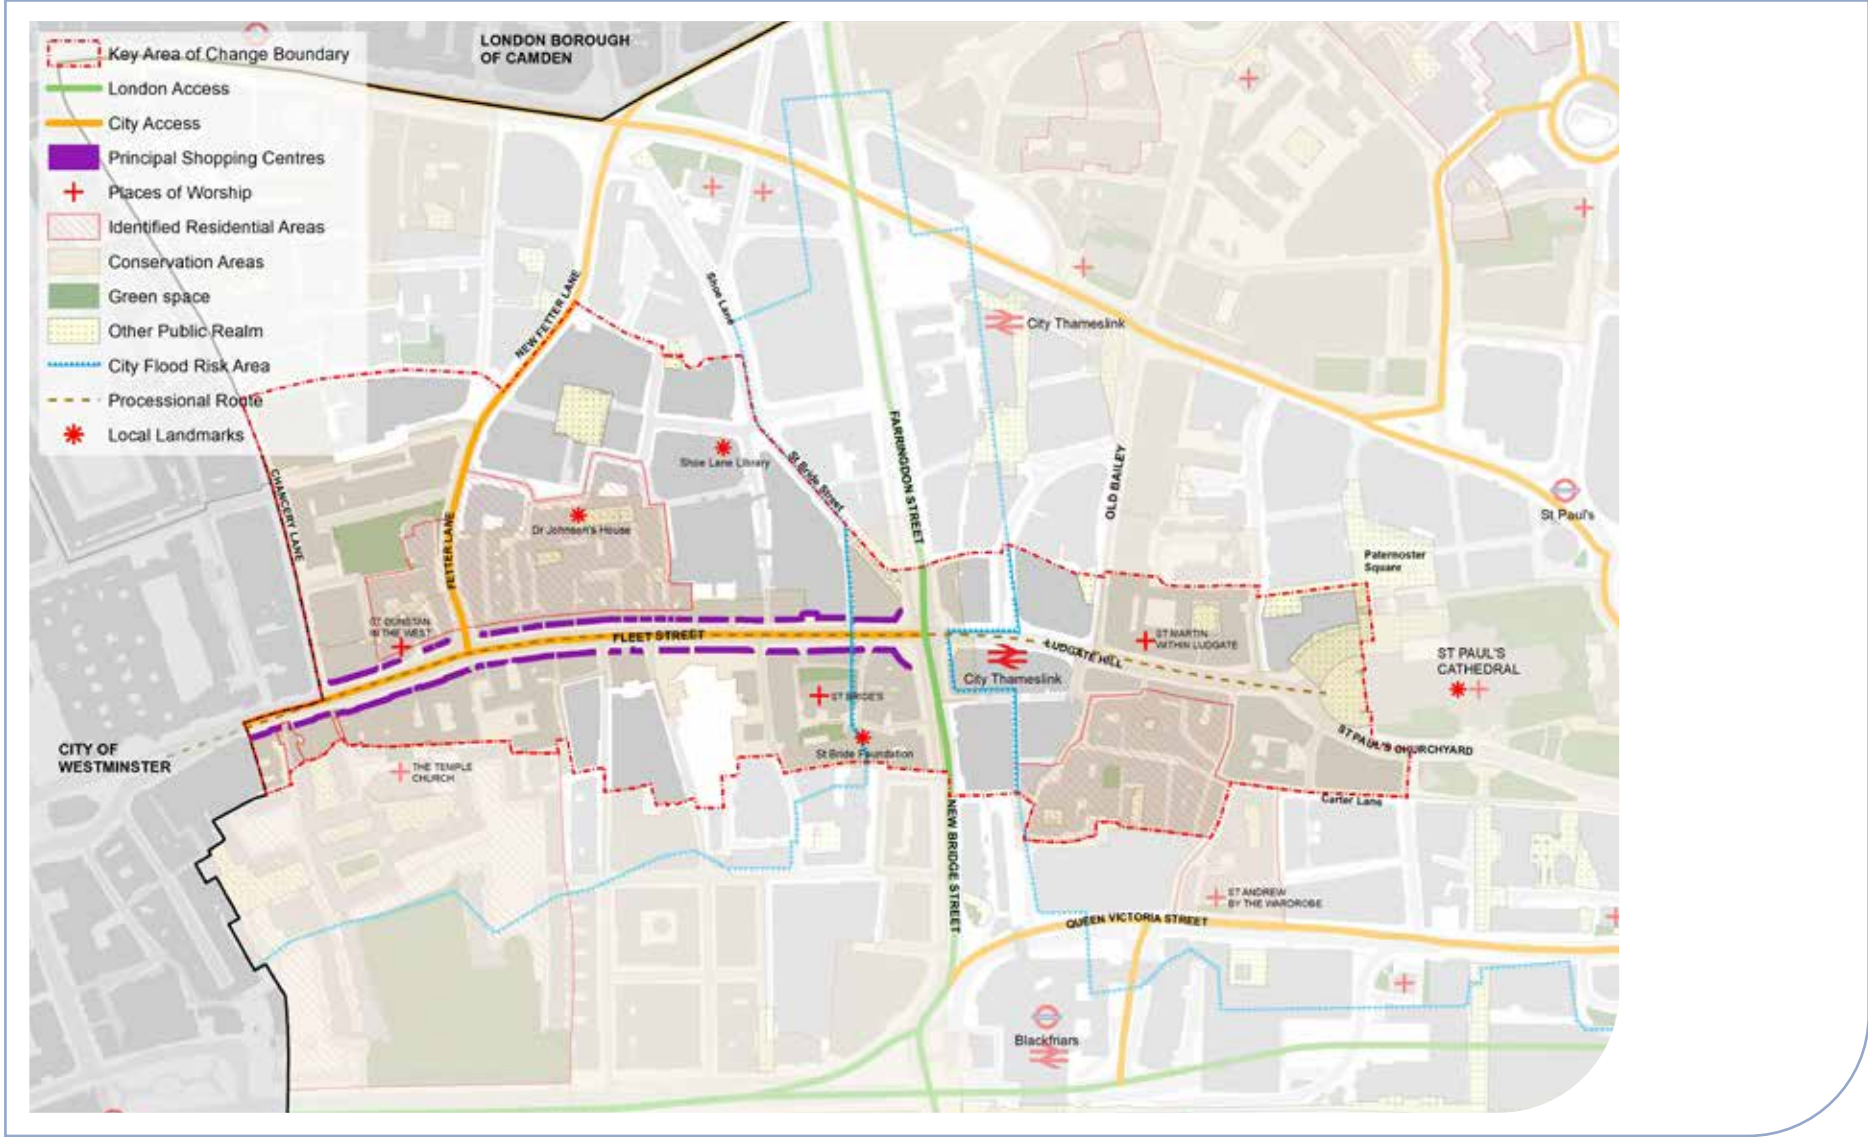 LONDON BOROUGH
OF CAMDEN
Key Area of Change Boundary
London Access
City Access
Principal Shopping Centres
Places of Worship
Identified Residential Areas
Conservation Areas
Green space
Other Public Realm
City Flood Risk Area
Processional Route
Local Landmarks
NEW FETTER LANE
Shoe Lane
City Thameslink
CHANCERY LANE
FETTER LANE
Shoe Lane Library
St Bride Street
FARRINGDON STREET
OLD BAILEY
St Paul's
Dr Johnson's House
Paternoster
Square
ST DUNSTAN
IN THE WEST
FLEET STREET
LUDGATE HILL
ST MARTIN
WITHIN LUDGATE
City Thameslink
ST PAUL'S
CATHEDRAL
ST BRIDE'S
St Bride Foundation
ST PAUL'S CHURCHYARD
CITY OF
WESTMINSTER
THE TEMPLE
CHURCH
Carter Lane
NEW BRIDGE STREET
ST ANDREW
BY THE WARDROBE
QUEEN VICTORIA STREET
Blackfriars